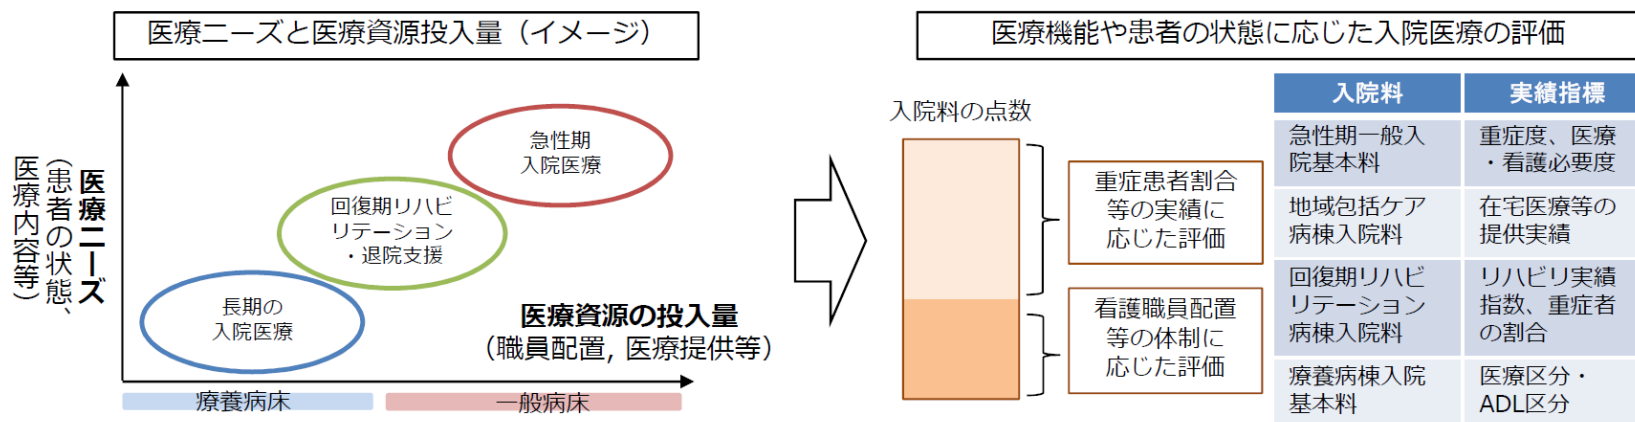 医療ニーズと医療資源投入量（イメージ）
医療ニーズ
（患者の状態、
医療内容等）
急性期
入院医療
回復期リハビ
リテーション
・退院支援
長期の
入院医療
医療資源の投入量
（職員配置, 医療提供等）
療養病床
一般病床
医療機能や患者の状態に応じた入院医療の評価
入院料の点数
重症患者割合
等の実績に
応じた評価
看護職員配置
等の体制に
応じた評価
入院料
実績指標
急性期一般入
院基本料
重症度、医療
・看護必要度
地域包括ケア
病棟入院料
在宅医療等の
提供実績
回復期リハビ
リテーション
病棟入院料
リハビリ実績
指数、重症者
の割合
療養病棟入院
基本料
医療区分・
ADL区分